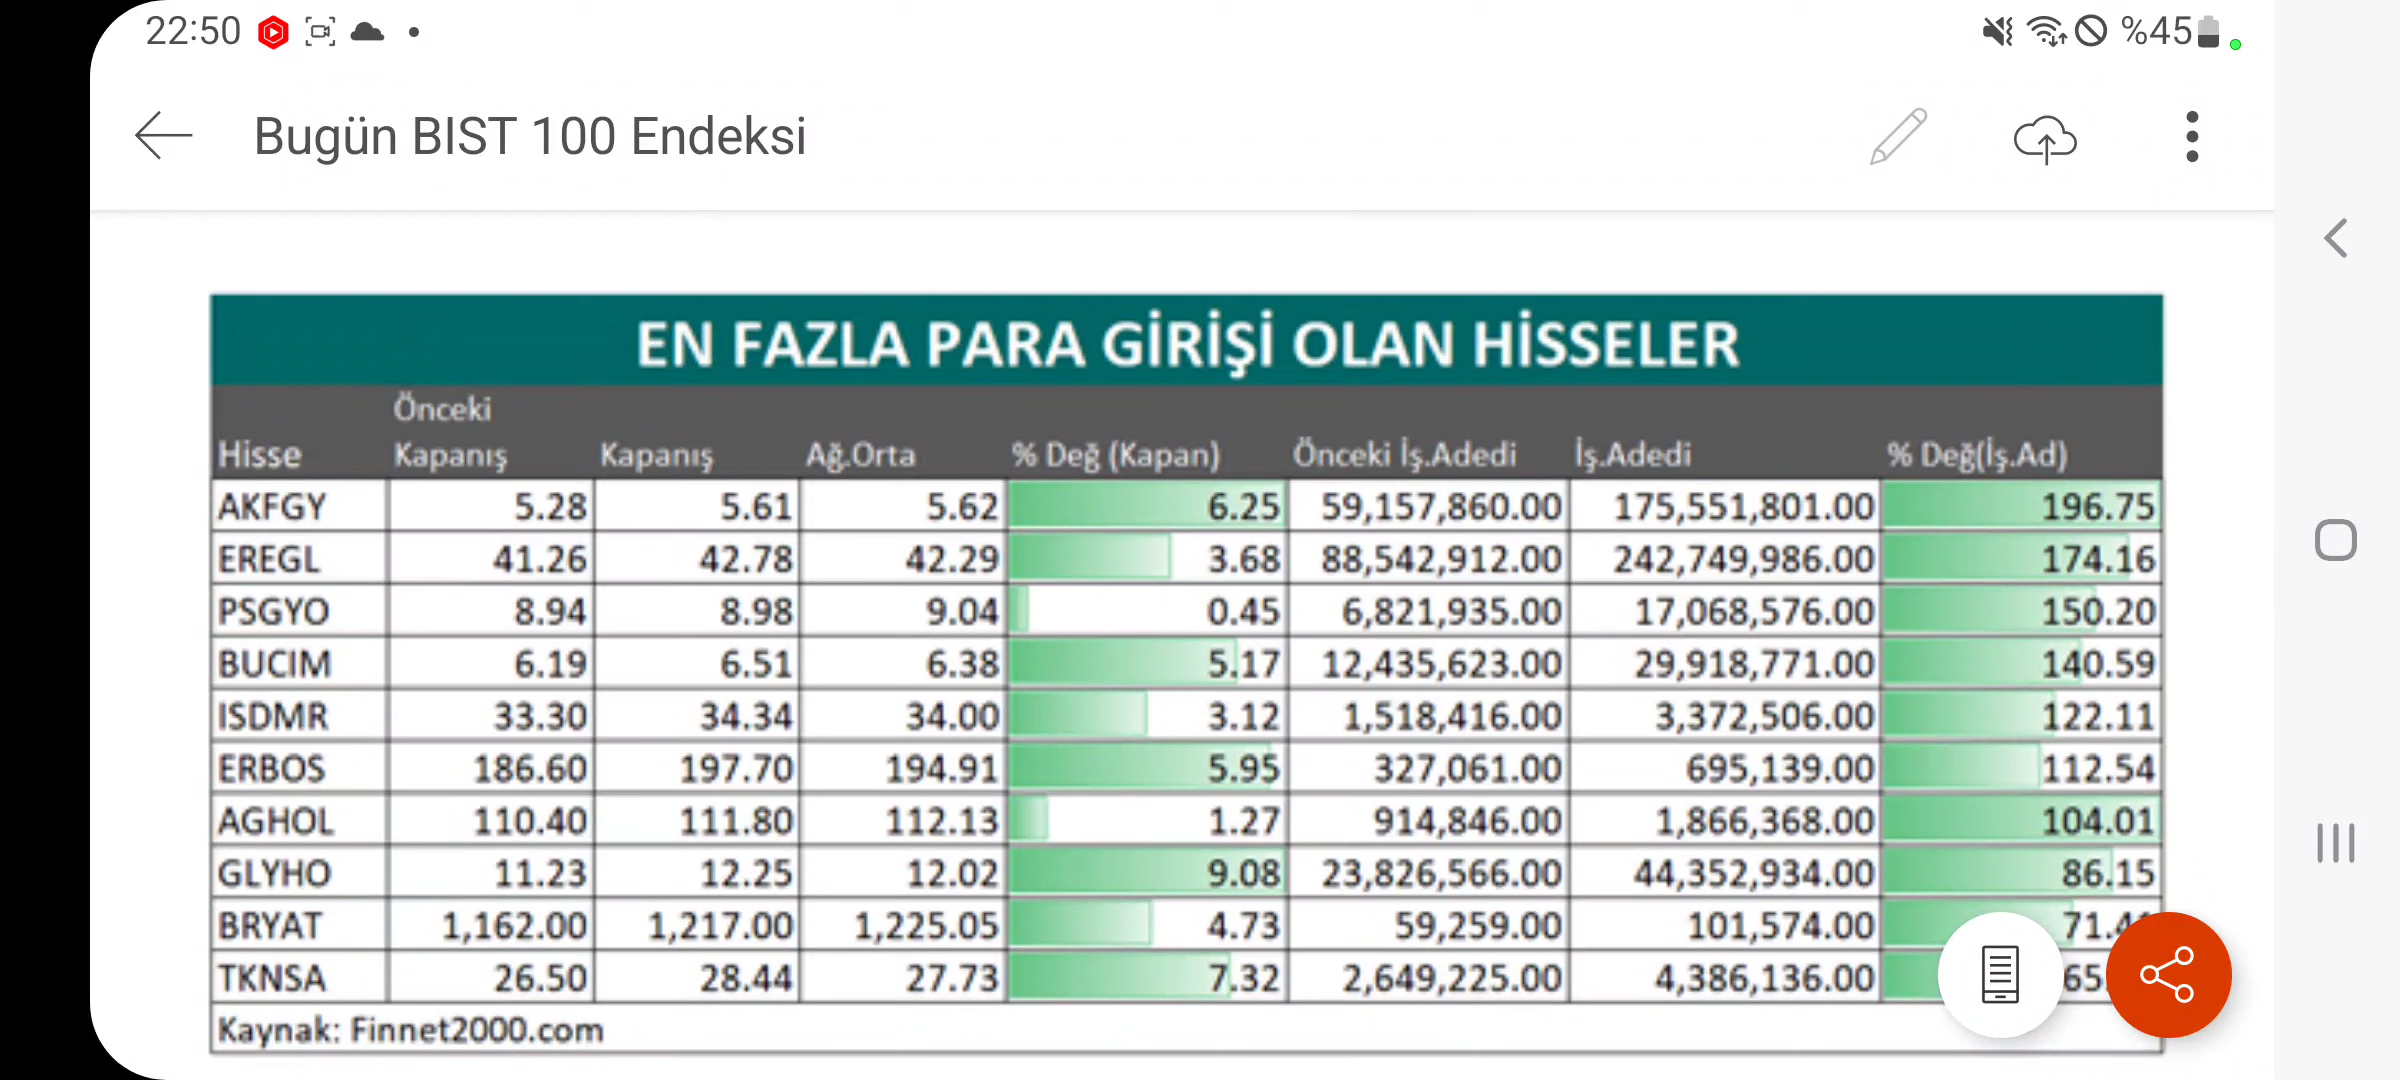 22:50 %45
Bugün BIST 100 Endeksi
EN FAZLA PARA GİRİŞİ OLAN HİSSELER
Hisse Önceki Kapanış Kapanış Ağ.Orta % Değ (Kapan) Önceki İş.Adedi İş.Adedi % Değ(İş.Ad)
AKFGY 5.28 5.61 5.62 6.25 59,157,860.00 175,551,801.00 196.75
EREGL 41.26 42.78 42.29 3.68 88,542,912.00 242,749,986.00 174.16
PSGYO 8.94 8.98 9.04 0.45 6,821,935.00 17,068,576.00 150.20
BUCIM 6.19 6.51 6.38 5.17 12,435,623.00 29,918,771.00 140.59
ISDMR 33.30 34.34 34.00 3.12 1,518,416.00 3,372,506.00 122.11
ERBOS 186.60 197.70 194.91 5.95 327,061.00 695,139.00 112.54
AGHOL 110.40 111.80 112.13 1.27 914,846.00 1,866,368.00 104.01
GLYHO 11.23 12.25 12.02 9.08 23,826,566.00 44,352,934.00 86.15
BRYAT 1,162.00 1,217.00 1,225.05 4.73 59,259.00 101,574.00
TKNSA 26.50 28.44 27.73 7.32 2,649,225.00 4,386,136.00
Kaynak: Finnet2000.com